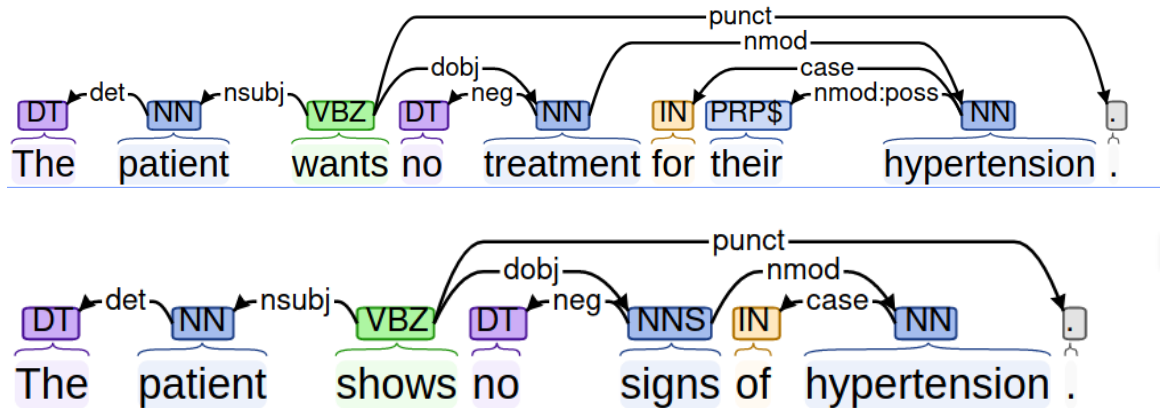 punct
nmod
dobj case
det nsubj neg nmod:poss
DT NN VBZ DT NN IN PRP$ NN .
The patient wants no treatment for their hypertension .
punct
dobj nmod
det nsubj neg case
DT NN VBZ DT NNS IN NN .
The patient shows no signs of hypertension .